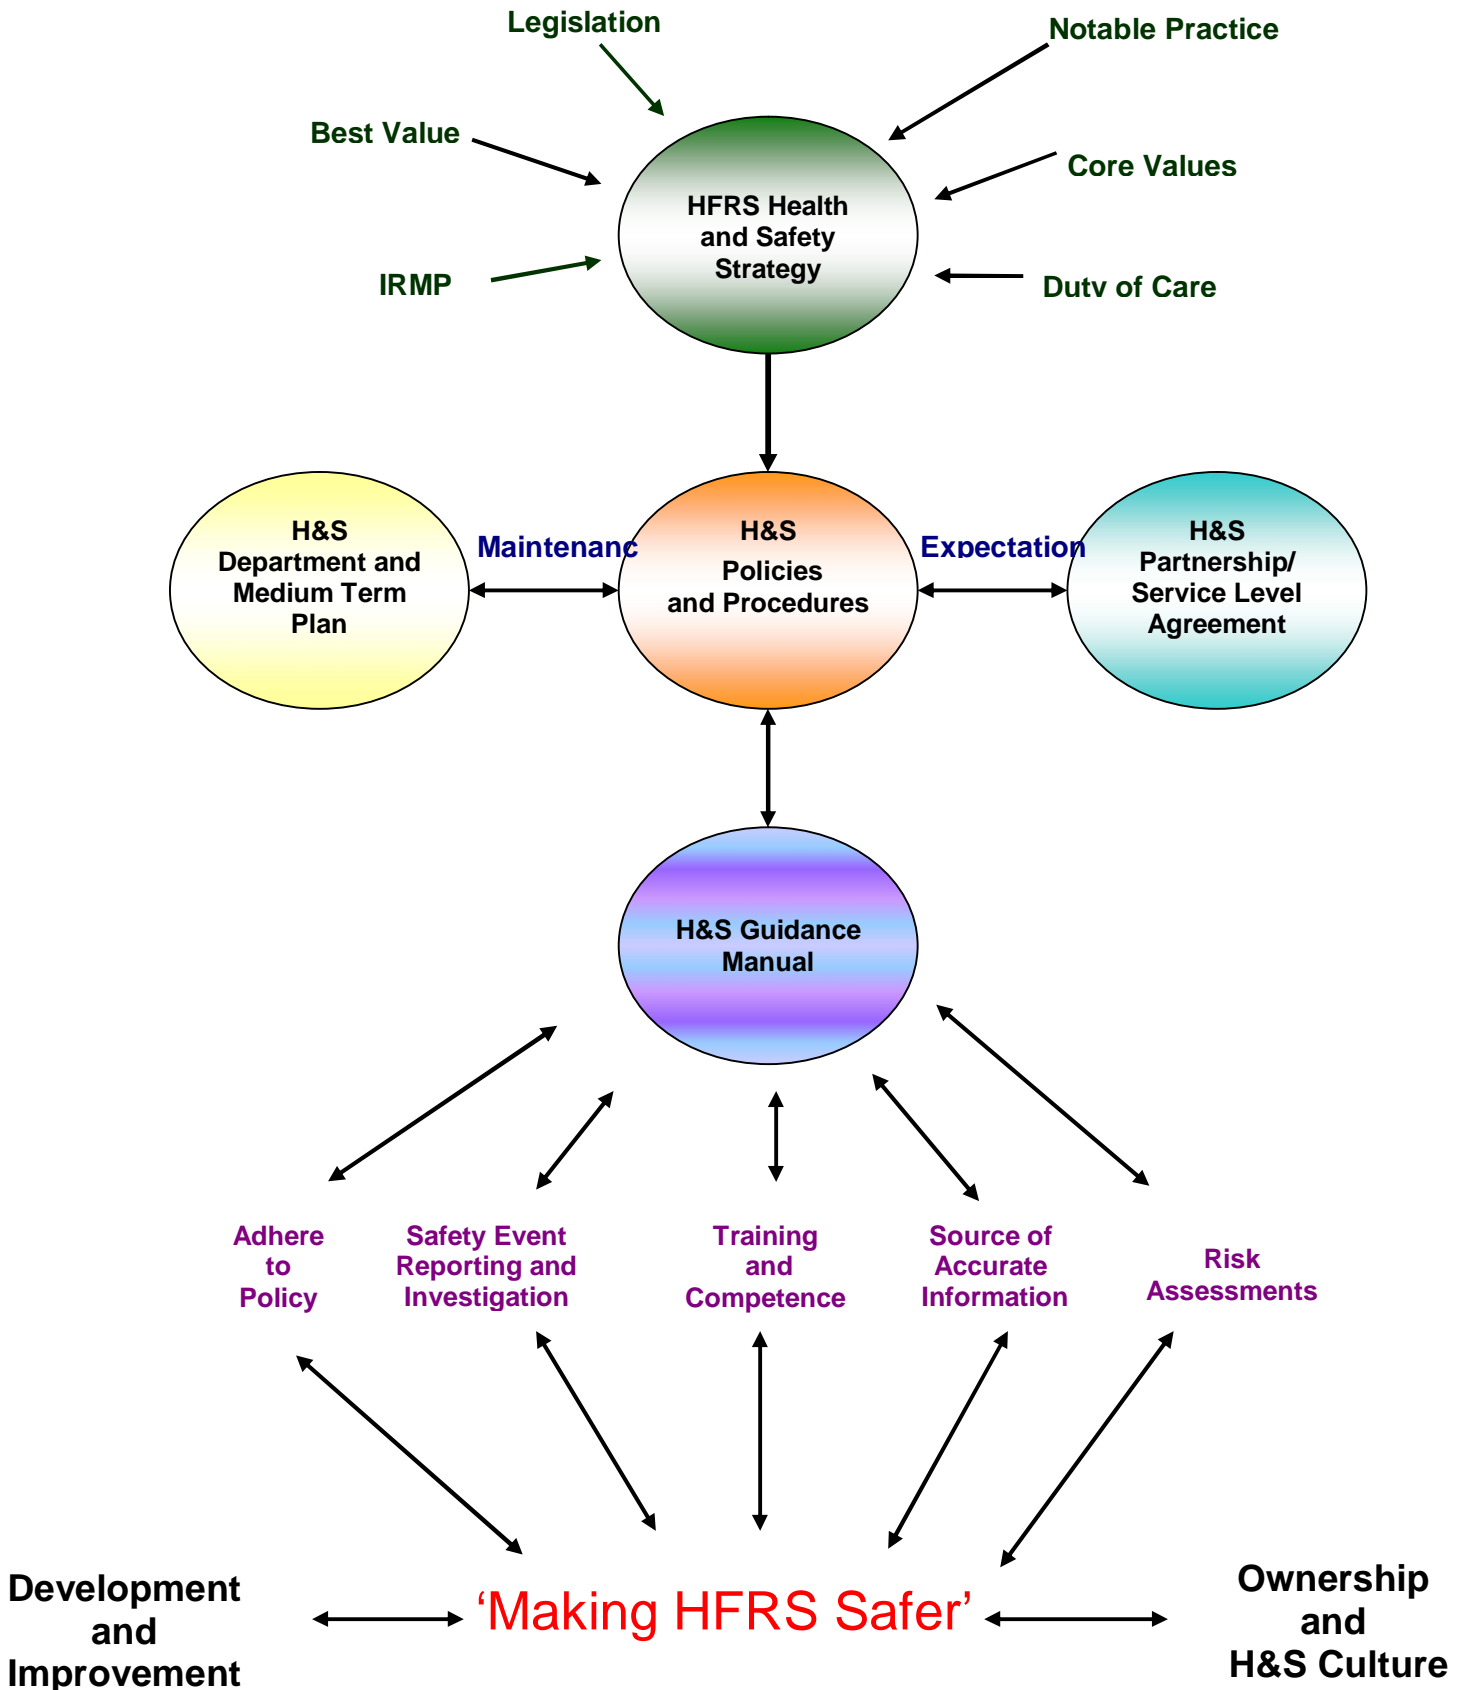 Legislation
Notable Practice
Best Value
Core Values
HFRS Health
and Safety
Strategy
IRMP
Duty of Care
H&S
Department and
Medium Term
Plan
Maintenanc
H&S
Policies
and Procedures
Expectation
H&S
Partnership/
Service Level
Agreement
H&S Guidance
Manual
Adhere
to
Policy
Safety Event
Reporting and
Investigation
Training
and
Competence
Source of
Accurate
Information
Risk
Assessments
Development
and
Improvement
‘Making HFRS Safer’
Ownership
and
H&S Culture